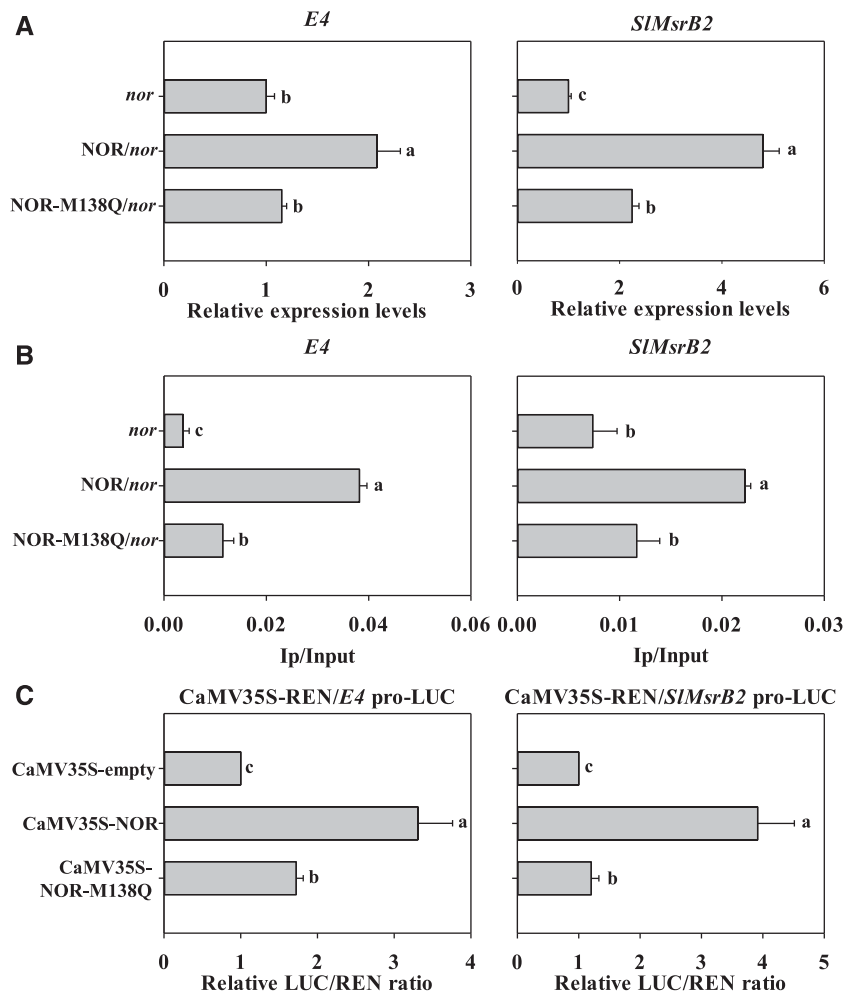 A
E4
SlMsrB2
nor
NOR/nor
NOR-M138Q/nor
b
a
b
c
a
b
0 1 2 3
0 2 4 6
Relative expression levels
Relative expression levels
B
E4
SlMsrB2
nor
NOR/nor
NOR-M138Q/nor
c
a
b
b
a
b
0.00 0.02 0.04 0.06
0.00 0.01 0.02 0.03
Ip/Input
Ip/Input
C
CaMV35S-REN/E4 pro-LUC
CaMV35S-REN/SlMsrB2 pro-LUC
CaMV35S-empty
CaMV35S-NOR
CaMV35S-
NOR-M138Q
c
a
b
c
a
b
0 1 2 3 4
0 1 2 3 4 5
Relative LUC/REN ratio
Relative LUC/REN ratio